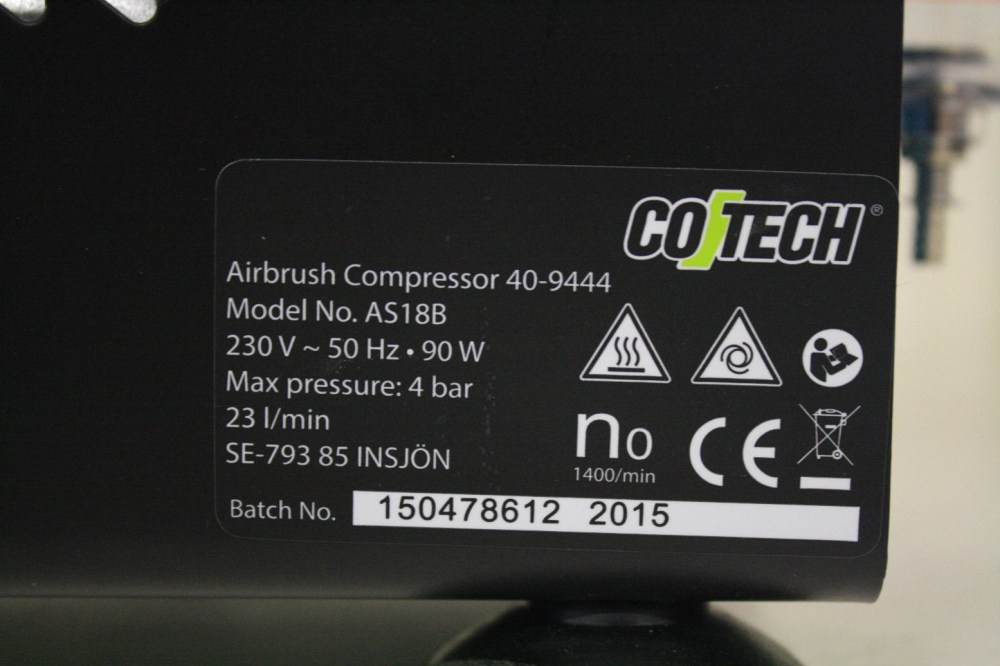 COTECH®
Airbrush Compressor 40-9444
Model No. AS18B
230 V ~ 50 Hz • 90 W
Max pressure: 4 bar
23 l/min
SE-793 85 INSJÖN
n0
1400/min
CE
Batch No. 150478612 2015